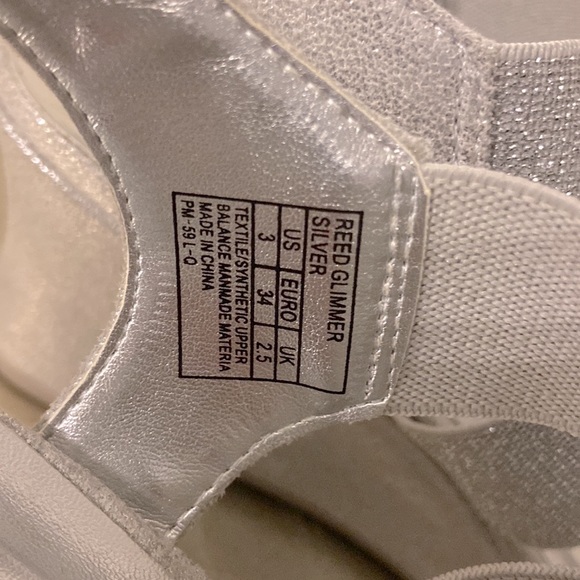 REED GLIMMER
SILVER
US EURO UK
3 34 2.5
TEXTILE/SYNTHETIC UPPER
BALANCE MANMADE MATERIA
MADE IN CHINA
PM-59 L-Q